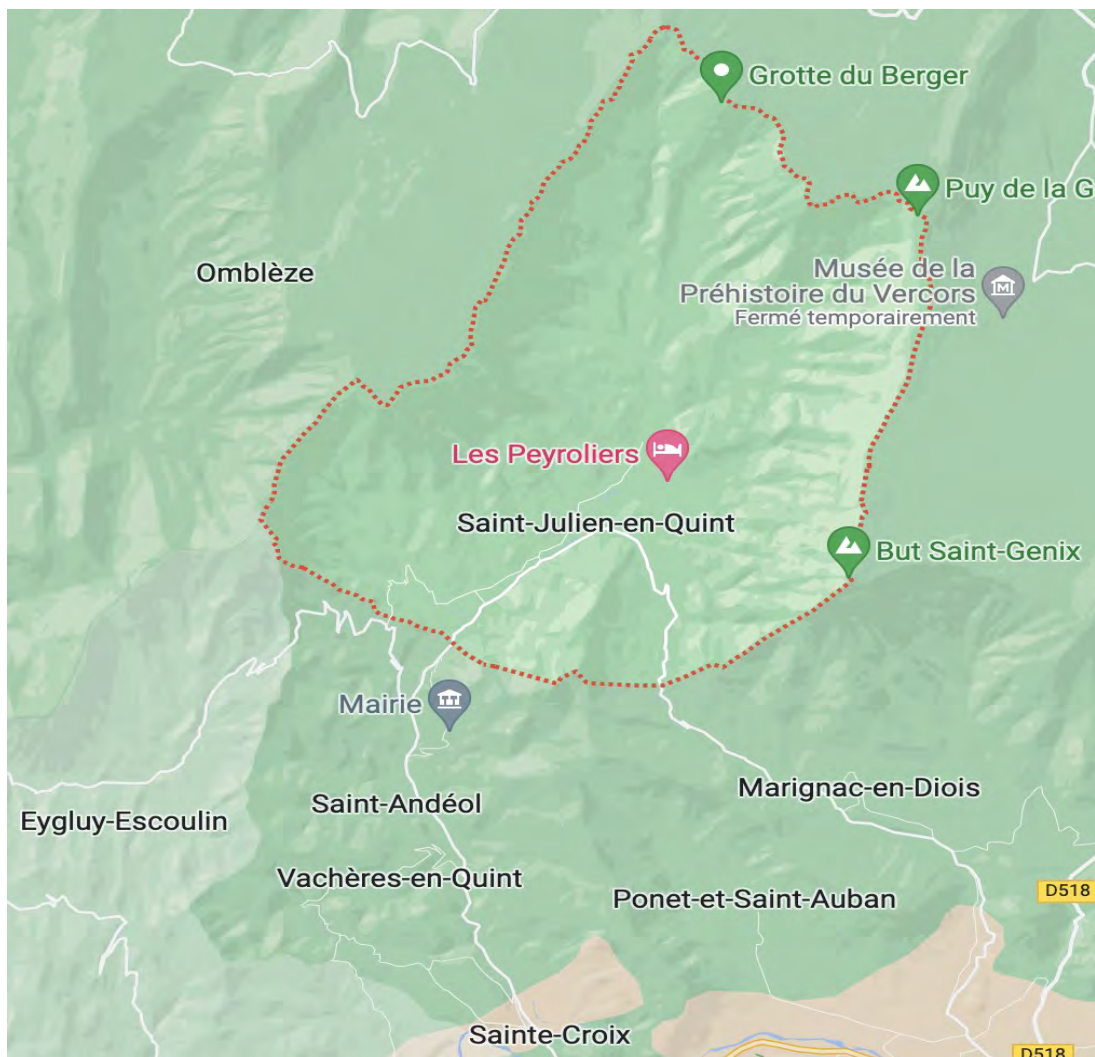 Grotte du Berger
Puy de la G
Omblèze
Musée de la
Préhistoire du Vercors
Fermé temporairement
Les Peyroliers
Saint-Julien-en-Quint
But Saint-Genix
Mairie
Marignac-en-Diois
Saint-Andéol
Eygluy-Escoulin
Vachères-en-Quint
D518
Ponet-et-Saint-Auban
Sainte-Croix
D518